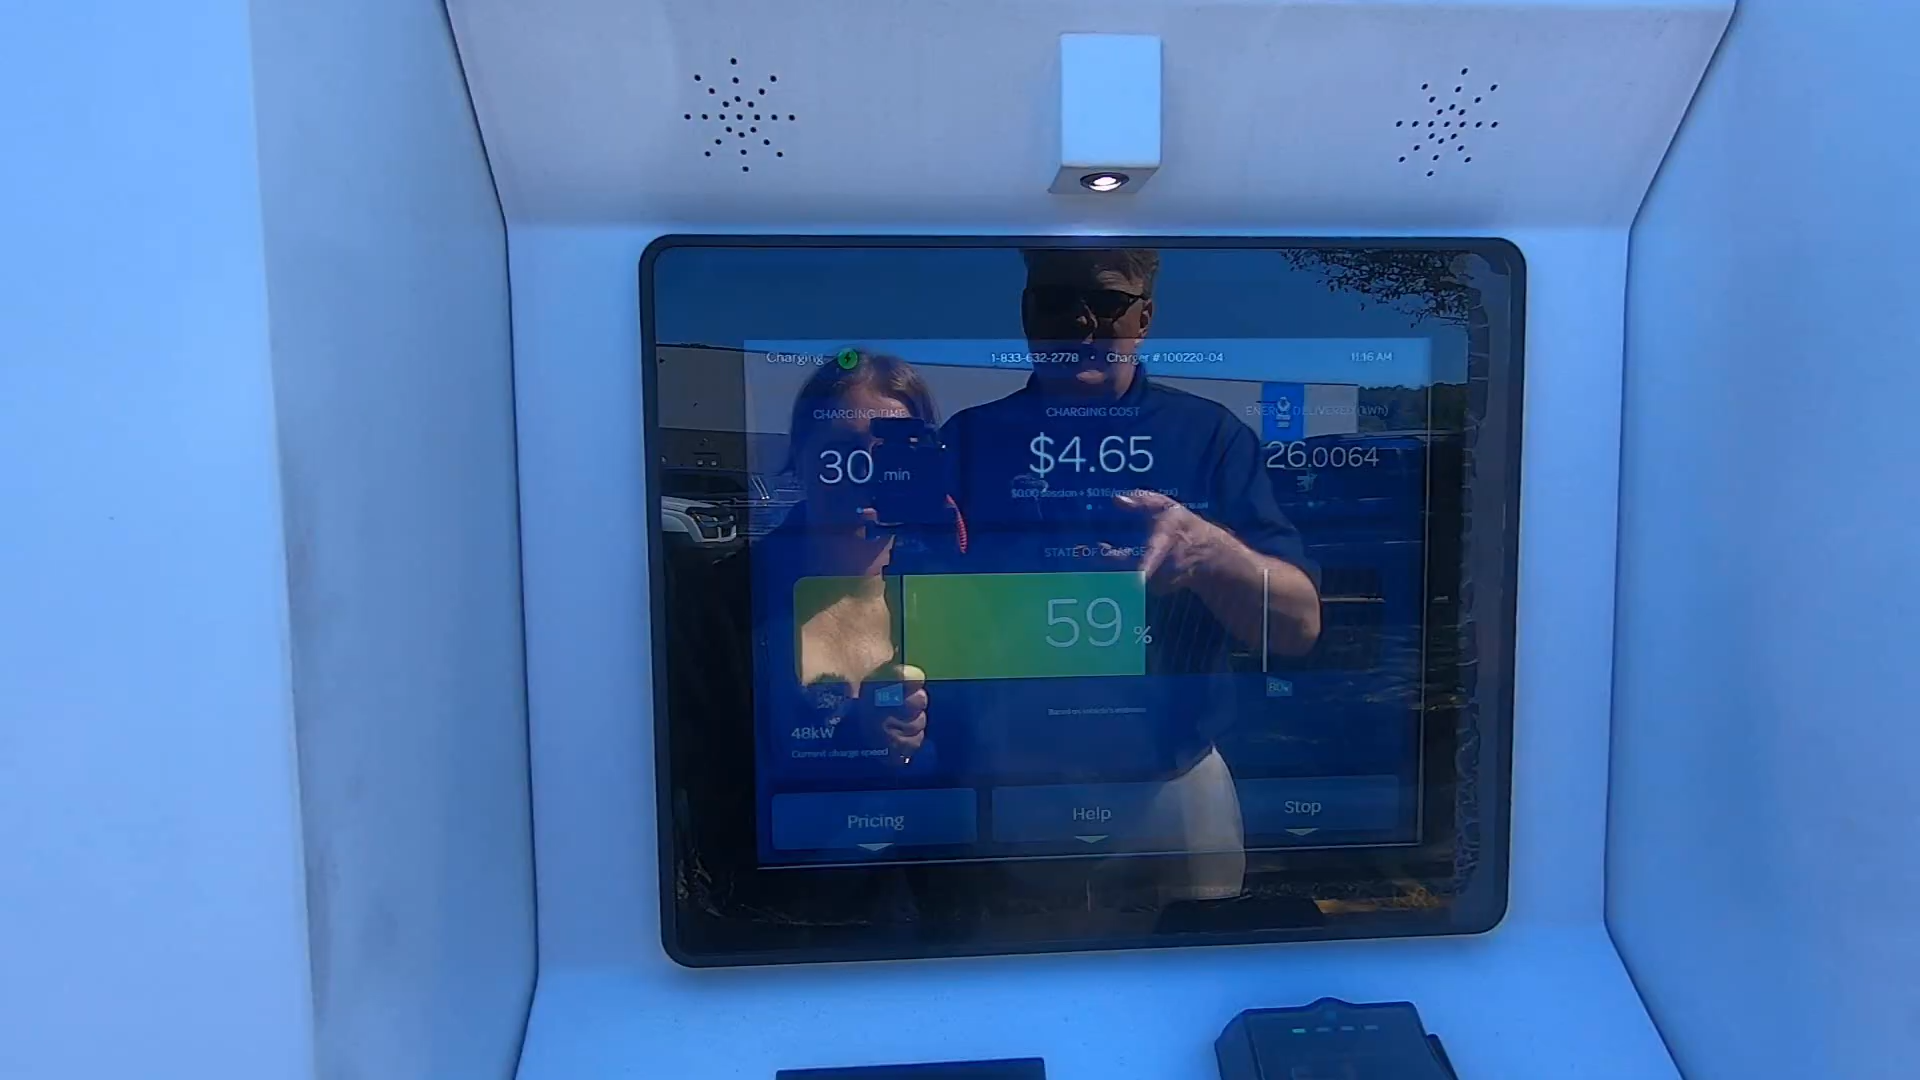 Charging
1-833-632-2778 • Charger # 100220-04
11:16 AM
CHARGING TIME
30 min
CHARGING COST
$4.65
ENERGY DELIVERED (kWh)
26.0064
STATE OF CHARGE
59 %
80%
48kW
Current charge speed
Pricing
Help
Stop